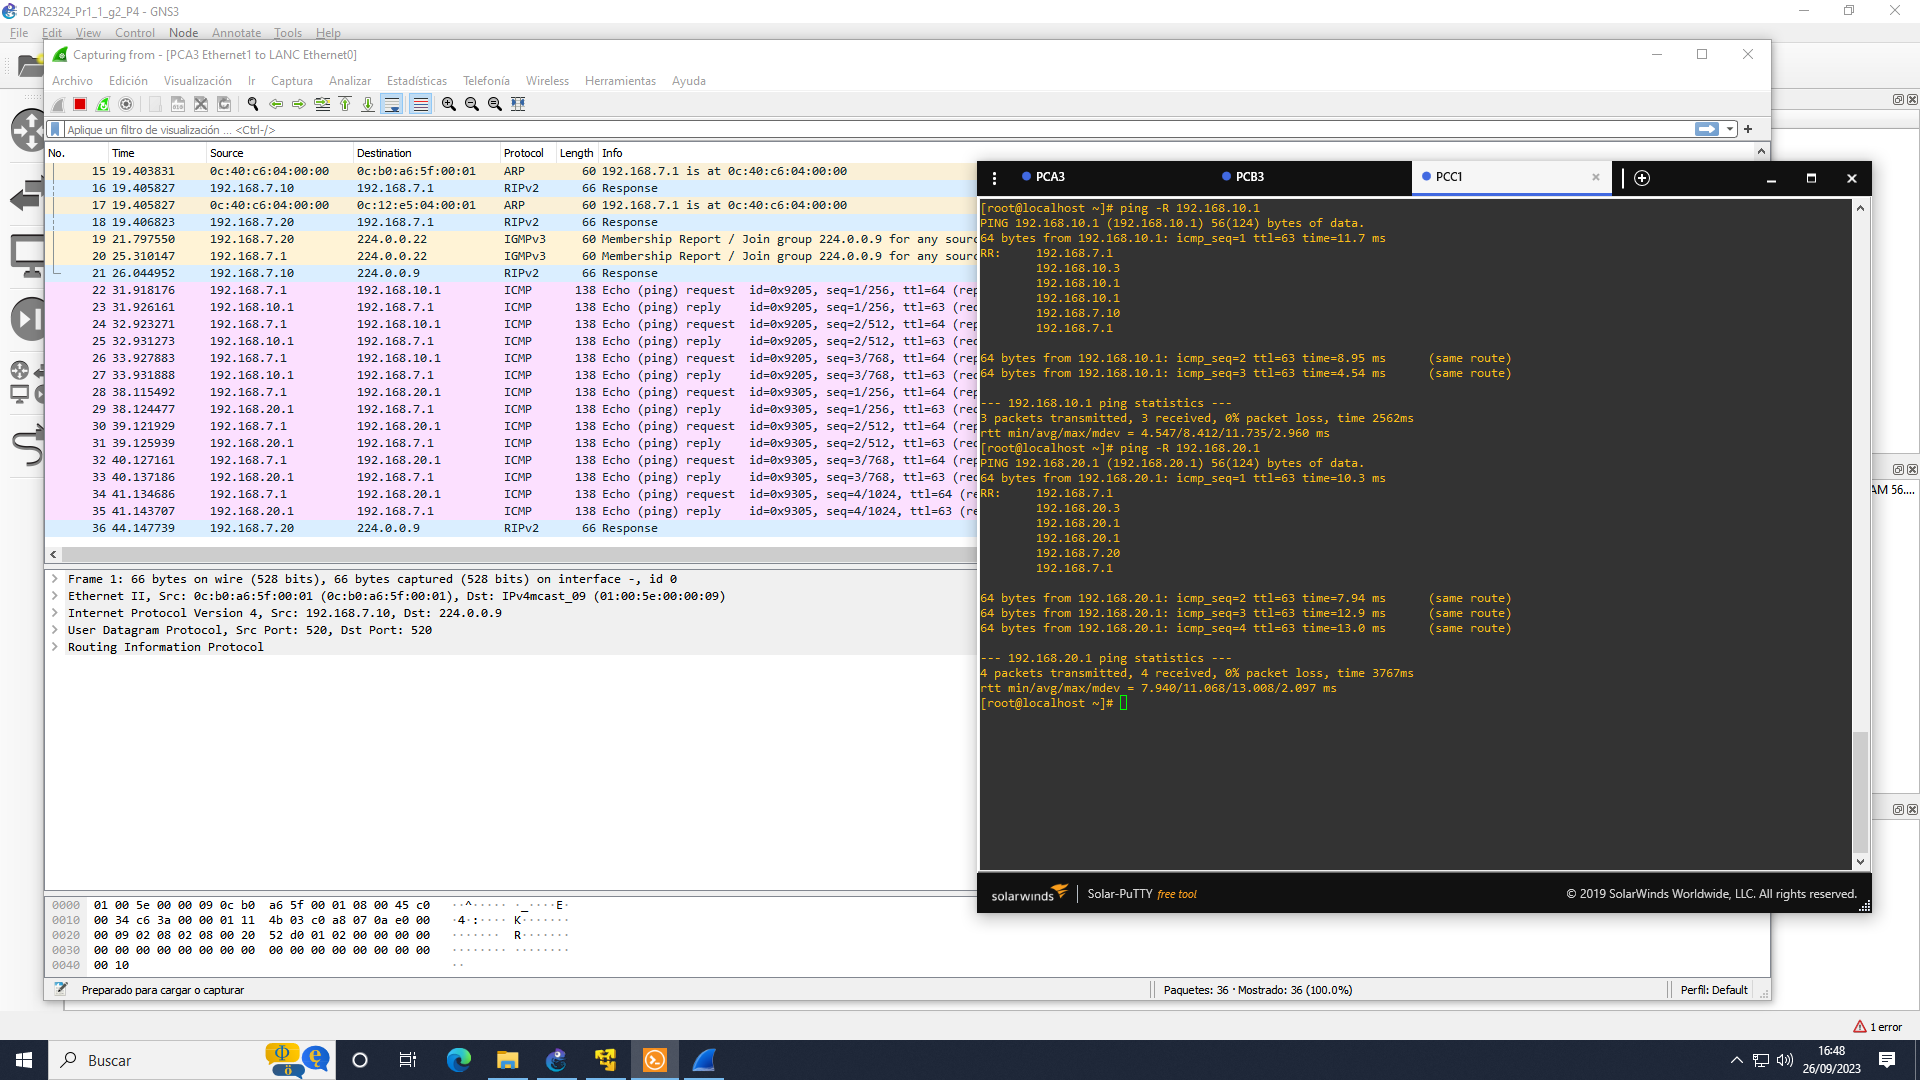 DAR2324_Pr1_1_g2_P4 - GNS3
File Edit View Control Node Annotate Tools Help
Capturing from - [PCA3 Ethernet1 to LANC Ethernet0]
Archivo Edición Visualización Ir Captura Analizar Estadísticas Telefonía Wireless Herramientas Ayuda
Aplique un filtro de visualización ... <Ctrl-/>
No. Time Source Destination Protocol Length Info
15 19.403831 0c:40:c6:04:00:00 0c:b0:a6:5f:00:01 ARP 60 192.168.7.1 is at 0c:40:c6:04:00:00
16 19.405827 192.168.7.10 192.168.7.1 RIPv2 66 Response
17 19.405827 0c:40:c6:04:00:00 0c:12:e5:04:00:01 ARP 60 192.168.7.1 is at 0c:40:c6:04:00:00
18 19.406823 192.168.7.20 192.168.7.1 RIPv2 66 Response
19 21.797550 192.168.7.20 224.0.0.22 IGMPv3 60 Membership Report / Join group 224.0.0.9 for any sour
20 25.310147 192.168.7.1 224.0.0.22 IGMPv3 60 Membership Report / Join group 224.0.0.9 for any sour
21 26.044952 192.168.7.10 224.0.0.9 RIPv2 66 Response
22 31.918176 192.168.7.1 192.168.10.1 ICMP 138 Echo (ping) request id=0x9205, seq=1/256, ttl=64 (rep
23 31.926161 192.168.10.1 192.168.7.1 ICMP 138 Echo (ping) reply id=0x9205, seq=1/256, ttl=63 (rec
24 32.923271 192.168.7.1 192.168.10.1 ICMP 138 Echo (ping) request id=0x9205, seq=2/512, ttl=64 (rep
25 32.931273 192.168.10.1 192.168.7.1 ICMP 138 Echo (ping) reply id=0x9205, seq=2/512, ttl=63 (rec
26 33.927883 192.168.7.1 192.168.10.1 ICMP 138 Echo (ping) request id=0x9205, seq=3/768, ttl=64 (rep
27 33.931888 192.168.10.1 192.168.7.1 ICMP 138 Echo (ping) reply id=0x9205, seq=3/768, ttl=63 (rec
28 38.115492 192.168.7.1 192.168.20.1 ICMP 138 Echo (ping) request id=0x9305, seq=1/256, ttl=64 (rep
29 38.124477 192.168.20.1 192.168.7.1 ICMP 138 Echo (ping) reply id=0x9305, seq=1/256, ttl=63 (rec
30 39.121929 192.168.7.1 192.168.20.1 ICMP 138 Echo (ping) request id=0x9305, seq=2/512, ttl=64 (rep
31 39.125939 192.168.20.1 192.168.7.1 ICMP 138 Echo (ping) reply id=0x9305, seq=2/512, ttl=63 (rec
32 40.127161 192.168.7.1 192.168.20.1 ICMP 138 Echo (ping) request id=0x9305, seq=3/768, ttl=64 (rep
33 40.137186 192.168.20.1 192.168.7.1 ICMP 138 Echo (ping) reply id=0x9305, seq=3/768, ttl=63 (rec
34 41.134686 192.168.7.1 192.168.20.1 ICMP 138 Echo (ping) request id=0x9305, seq=4/1024, ttl=64 (re
35 41.143707 192.168.20.1 192.168.7.1 ICMP 138 Echo (ping) reply id=0x9305, seq=4/1024, ttl=63 (re
36 44.147739 192.168.7.20 224.0.0.9 RIPv2 66 Response
Frame 1: 66 bytes on wire (528 bits), 66 bytes captured (528 bits) on interface -, id 0
Ethernet II, Src: 0c:b0:a6:5f:00:01 (0c:b0:a6:5f:00:01), Dst: IPv4mcast_09 (01:00:5e:00:00:09)
Internet Protocol Version 4, Src: 192.168.7.10, Dst: 224.0.0.9
User Datagram Protocol, Src Port: 520, Dst Port: 520
Routing Information Protocol
0000 01 00 5e 00 00 09 0c b0 a6 5f 00 01 08 00 45 c0 ··^····· ·_····E·
0010 00 34 c6 3a 00 00 01 11 4b 03 c0 a8 07 0a e0 00 ·4·:···· K·······
0020 00 09 02 08 02 08 00 20 52 d0 01 02 00 00 00 00 ·······  R·······
0030 00 00 00 00 00 00 00 00 00 00 00 00 00 00 00 00 ········ ········
0040 00 10 ··
Preparado para cargar o capturar
Paquetes: 36 · Mostrado: 36 (100.0%)
Perfil: Default
PCA3 PCB3 PCC1
[root@localhost ~]# ping -R 192.168.10.1
PING 192.168.10.1 (192.168.10.1) 56(124) bytes of data.
64 bytes from 192.168.10.1: icmp_seq=1 ttl=63 time=11.7 ms
RR: 192.168.7.1
192.168.10.3
192.168.10.1
192.168.10.1
192.168.7.10
192.168.7.1
64 bytes from 192.168.10.1: icmp_seq=2 ttl=63 time=8.95 ms (same route)
64 bytes from 192.168.10.1: icmp_seq=3 ttl=63 time=4.54 ms (same route)
--- 192.168.10.1 ping statistics ---
3 packets transmitted, 3 received, 0% packet loss, time 2562ms
rtt min/avg/max/mdev = 4.547/8.412/11.735/2.960 ms
[root@localhost ~]# ping -R 192.168.20.1
PING 192.168.20.1 (192.168.20.1) 56(124) bytes of data.
64 bytes from 192.168.20.1: icmp_seq=1 ttl=63 time=10.3 ms
RR: 192.168.7.1
192.168.20.3
192.168.20.1
192.168.20.1
192.168.7.20
192.168.7.1
64 bytes from 192.168.20.1: icmp_seq=2 ttl=63 time=7.94 ms (same route)
64 bytes from 192.168.20.1: icmp_seq=3 ttl=63 time=12.9 ms (same route)
64 bytes from 192.168.20.1: icmp_seq=4 ttl=63 time=13.0 ms (same route)
--- 192.168.20.1 ping statistics ---
4 packets transmitted, 4 received, 0% packet loss, time 3767ms
rtt min/avg/max/mdev = 7.940/11.068/13.008/2.097 ms
[root@localhost ~]#
solarwinds Solar-PuTTY free tool
© 2019 SolarWinds Worldwide, LLC. All rights reserved.
AM 56....
1 error
Buscar
16:48
26/09/2023